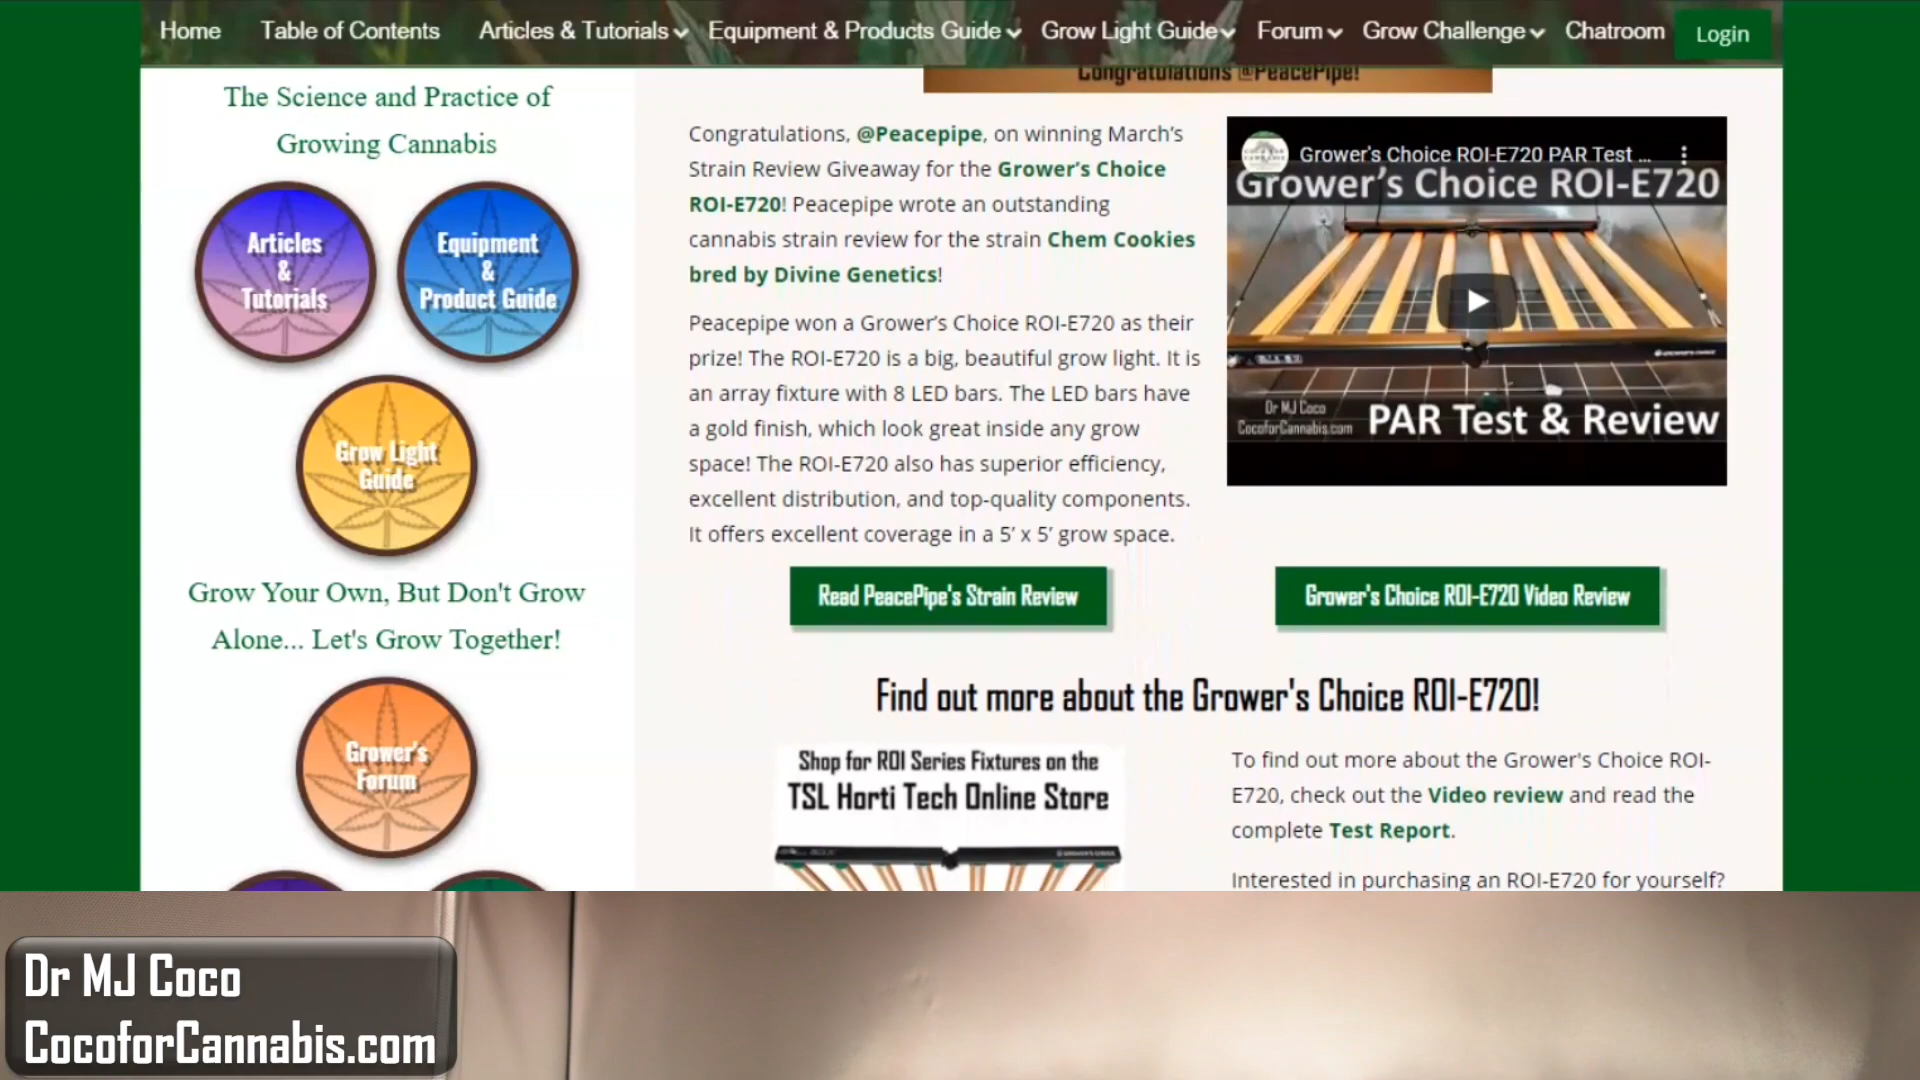 Home Table of Contents Articles & Tutorials Equipment & Products Guide Grow Light Guide Forum Grow Challenge Chatroom Login
The Science and Practice of
Growing Cannabis
Articles
&
Tutorials
Equipment
&
Product Guide
Grow Light
Guide
Grow Your Own, But Don't Grow
Alone... Let's Grow Together!
Grower's
Forum
Congratulations @PeacePipe!
Congratulations, @Peacepipe, on winning March's
Strain Review Giveaway for the Grower's Choice
ROI-E720! Peacepipe wrote an outstanding
cannabis strain review for the strain Chem Cookies
bred by Divine Genetics!
Peacepipe won a Grower's Choice ROI-E720 as their
prize! The ROI-E720 is a big, beautiful grow light. It is
an array fixture with 8 LED bars. The LED bars have
a gold finish, which look great inside any grow
space! The ROI-E720 also has superior efficiency,
excellent distribution, and top-quality components.
It offers excellent coverage in a 5' x 5' grow space.
Grower's Choice ROI-E720 PAR Test ...
Grower's Choice ROI-E720
Dr MJ Coco
CocoforCannabis.com
PAR Test & Review
Read PeacePipe's Strain Review
Grower's Choice ROI-E720 Video Review
Find out more about the Grower's Choice ROI-E720!
Shop for ROI Series Fixtures on the
TSL Horti Tech Online Store
To find out more about the Grower's Choice ROI-
E720, check out the Video review and read the
complete Test Report.
Interested in purchasing an ROI-E720 for yourself?
Dr MJ Coco
CocoforCannabis.com